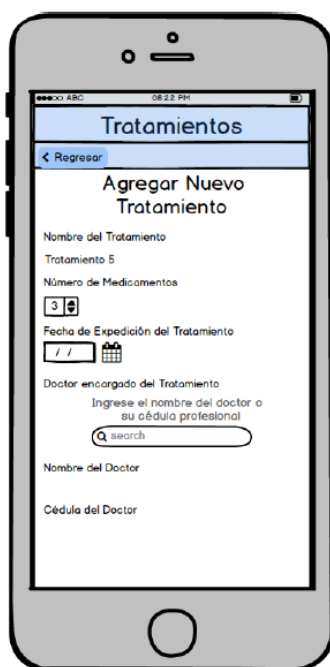 ABC 08:22 PM
Tratamientos
Regresar
Agregar Nuevo
Tratamiento
Nombre del Tratamiento
Tratamiento 5
Número de Medicamentos
3
Fecha de Expedición del Tratamiento
/ /
Doctor encargado del Tratamiento
Ingrese el nombre del doctor o
su cédula profesional
search
Nombre del Doctor
Cédula del Doctor